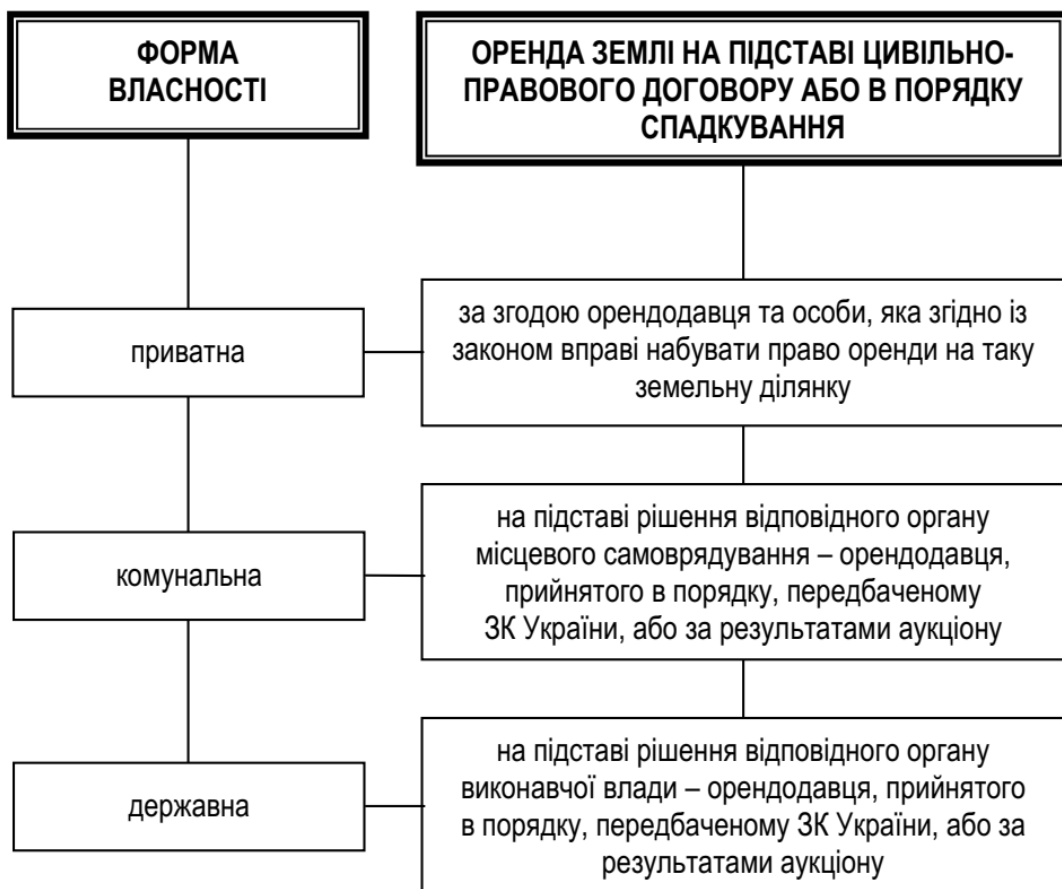 ФОРМА
ВЛАСНОСТІ
ОРЕНДА ЗЕМЛІ НА ПІДСТАВІ ЦИВІЛЬНО-
ПРАВОВОГО ДОГОВОРУ АБО В ПОРЯДКУ
СПАДКУВАННЯ
приватна
за згодою орендодавця та особи, яка згідно із
законом вправі набувати право оренди на таку
земельну ділянку
комунальна
на підставі рішення відповідного органу
місцевого самоврядування – орендодавця,
прийнятого в порядку, передбаченому
ЗК України, або за результатами аукціону
державна
на підставі рішення відповідного органу
виконавчої влади – орендодавця, прийнятого
в порядку, передбаченому ЗК України, або за
результатами аукціону